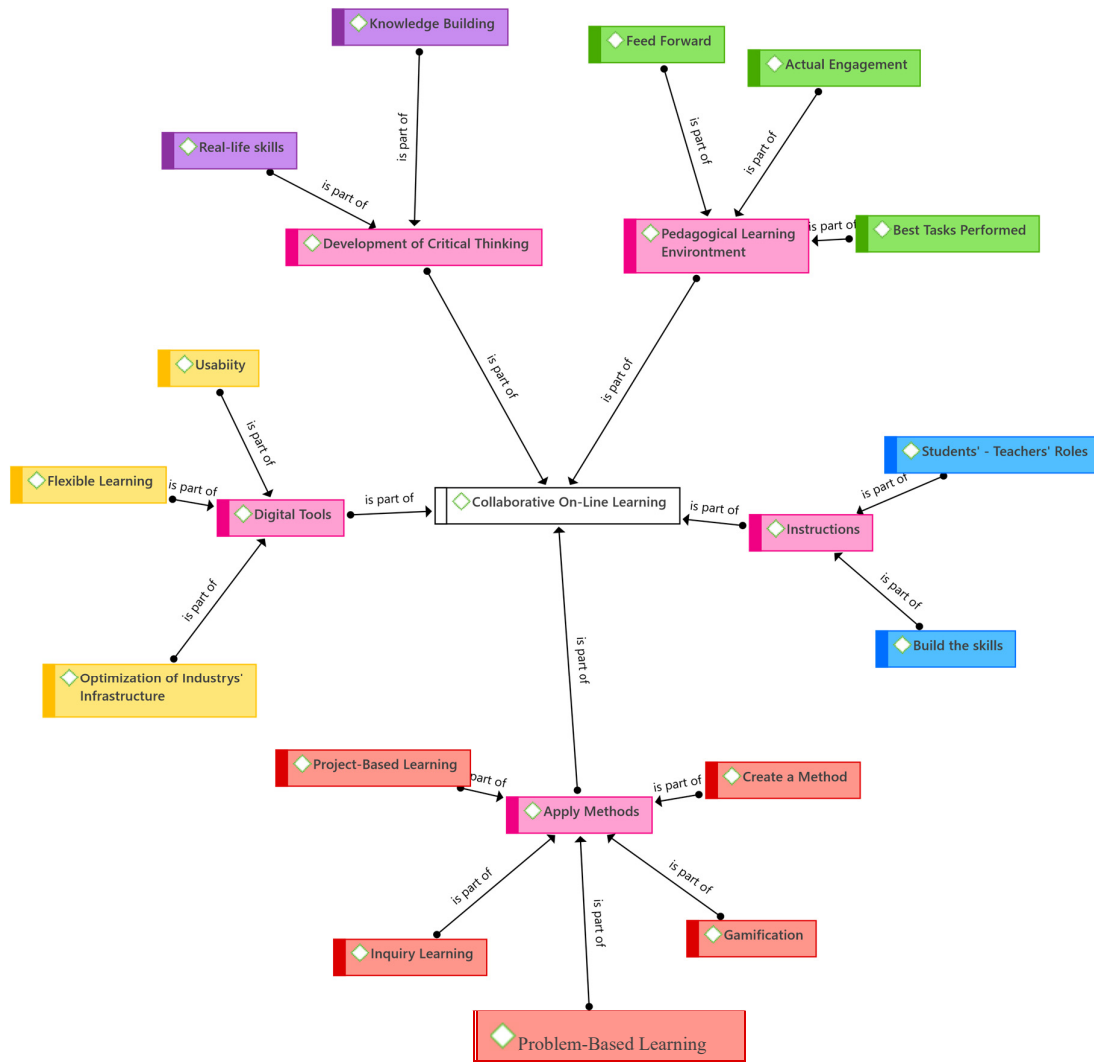 Knowledge Building
Feed Forward
Actual Engagement
is part of
is part of
is part of
Real-life skills
is part of
Development of Critical Thinking
Pedagogical Learning
Environtment
is part of
Best Tasks Performed
is part of
is part of
Usabiity
is part of
Flexible Learning
is part of
Digital Tools
is part of
Collaborative On-Line Learning
is part of
Instructions
is part of
Students' - Teachers' Roles
is part of
Build the skills
is part of
Optimization of Industrys'
Infrastructure
is part of
Project-Based Learning
part of
Apply Methods
is part of
Create a Method
is part of
is part of
is part of
Inquiry Learning
Gamification
Problem-Based Learning